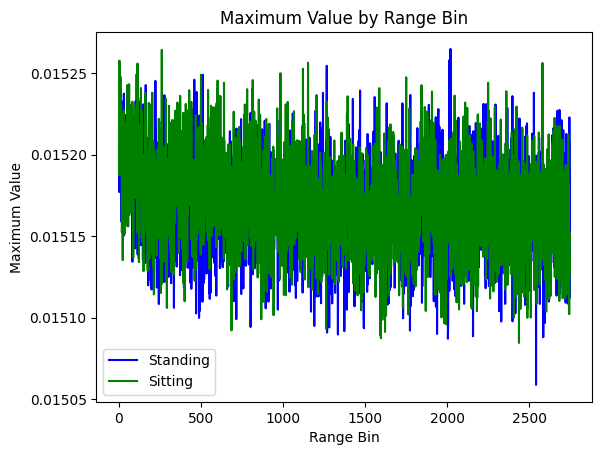 Maximum Value by Range Bin
Maximum Value
0.01525
0.01520
0.01515
0.01510
0.01505
Standing
Sitting
0
500
1000
1500
2000
2500
Range Bin